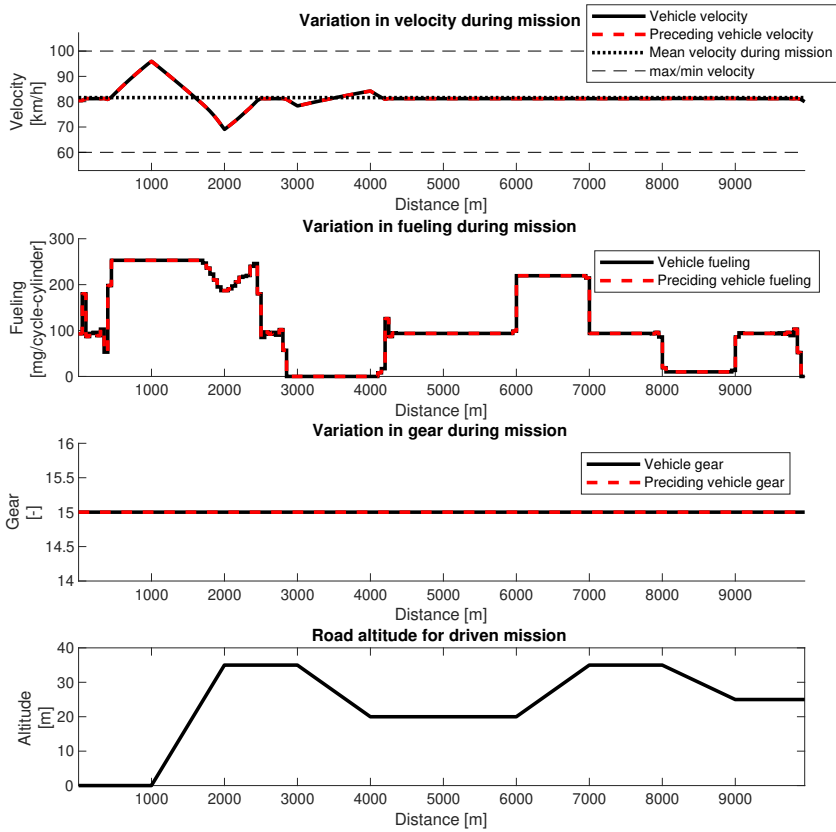 Variation in velocity during mission
Vehicle velocity
Preceding vehicle velocity
Mean velocity during mission
max/min velocity
Velocity
[km/h]
100
80
60
1000 2000 3000 4000 5000 6000 7000 8000 9000
Distance [m]
Variation in fueling during mission
Vehicle fueling
Preciding vehicle fueling
Fueling
[mg/cycle-cylinder]
300
200
100
0
1000 2000 3000 4000 5000 6000 7000 8000 9000
Distance [m]
Variation in gear during mission
Vehicle gear
Preciding vehicle gear
Gear
[-]
16
15.5
15
14.5
14
1000 2000 3000 4000 5000 6000 7000 8000 9000
Distance [m]
Road altitude for driven mission
Altitude
[m]
40
30
20
10
0
1000 2000 3000 4000 5000 6000 7000 8000 9000
Distance [m]